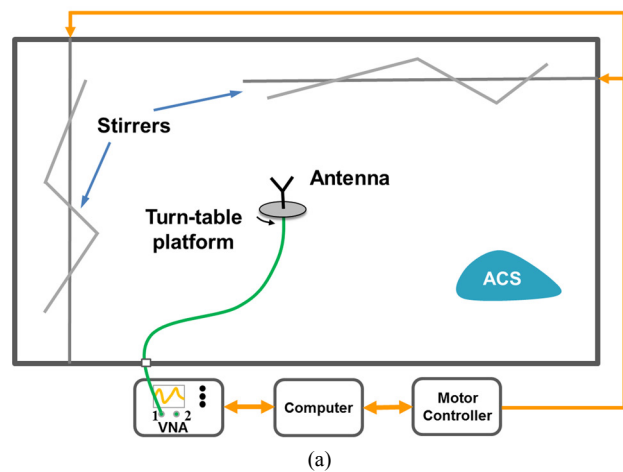 Stirrers
Antenna
Turn-table
platform
ACS
1 2
VNA
Computer
Motor
Controller
(a)